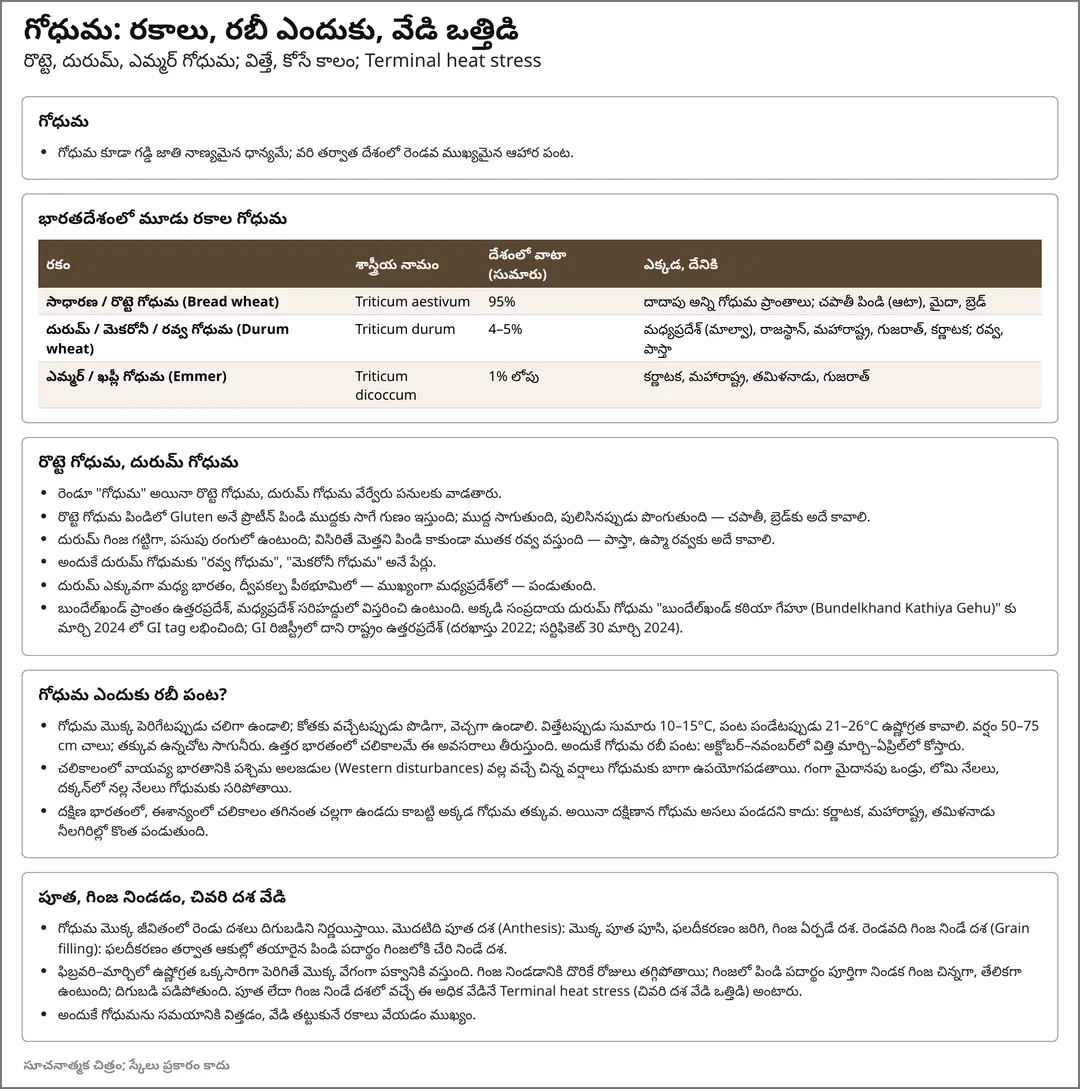 గోధుమ: రకాలు, రబీ ఎందుకు, వేడి ఒత్తిడి
రొట్టె, దురుమ్, ఎమ్మర్ గోధుమ; విత్తే, కోసే కాలం; Terminal heat stress
గోధుమ
• గోధుమ కూడా గడ్డి జాతి నాణ్యమైన ధాన్యమే; వరి తర్వాత దేశంలో రెండవ ముఖ్యమైన ఆహార పంట.
భారతదేశంలో మూడు రకాల గోధుమ
రకం శాస్త్రీయ నామం దేశంలో వాటా (సుమారు) ఎక్కడ, దేనికి
సాధారణ / రొట్టె గోధుమ (Bread wheat) Triticum aestivum 95% దాదాపు అన్ని గోధుమ ప్రాంతాలు; చపాతీ పిండి (ఆటా), మైదా, బ్రెడ్
దురుమ్ / మెకరోనీ / రవ్వ గోధుమ (Durum wheat) Triticum durum 4–5% మధ్యప్రదేశ్ (మాల్వా), రాజస్థాన్, మహారాష్ట్ర, గుజరాత్, కర్ణాటక; రవ్వ, పాస్తా
ఎమ్మర్ / ఖప్లీ గోధుమ (Emmer) Triticum dicoccum 1% లోపు కర్ణాటక, మహారాష్ట్ర, తమిళనాడు, గుజరాత్
రొట్టె గోధుమ, దురుమ్ గోధుమ
• రెండూ "గోధుమ" అయినా రొట్టె గోధుమ, దురుమ్ గోధుమ వేర్వేరు పనులకు వాడతారు.
• రొట్టె గోధుమ పిండిలో Gluten అనే ప్రొటీన్ పిండి ముద్దకు సాగే గుణం ఇస్తుంది; ముద్ద సాగుతుంది, పులిసినప్పుడు పొంగుతుంది — చపాతీ, బ్రెడ్‌కు అదే కావాలి.
• దురుమ్ గింజ గట్టిగా, పసుపు రంగులో ఉంటుంది; విసిరితే మెత్తని పిండి కాకుండా ముతక రవ్వ వస్తుంది — పాస్తా, ఉప్మా రవ్వకు అదే కావాలి.
• అందుకే దురుమ్ గోధుమకు "రవ్వ గోధుమ", "మెకరోనీ గోధుమ" అనే పేర్లు.
• దురుమ్ ఎక్కువగా మధ్య భారతం, ద్వీపకల్ప పీఠభూమిలో — ముఖ్యంగా మధ్యప్రదేశ్‌లో — పండుతుంది.
• బుందేల్‌ఖండ్ ప్రాంతం ఉత్తరప్రదేశ్, మధ్యప్రదేశ్ సరిహద్దులో విస్తరించి ఉంటుంది. అక్కడి సంప్రదాయ దురుమ్ గోధుమ "బుందేల్‌ఖండ్ కఠియా గేహూ (Bundelkhand Kathiya Gehu)" కు
మార్చి 2024 లో GI tag లభించింది; GI రిజిస్ట్రీలో దాని రాష్ట్రం ఉత్తరప్రదేశ్ (దరఖాస్తు 2022; సర్టిఫికెట్ 30 మార్చి 2024).
గోధుమ ఎందుకు రబీ పంట?
• గోధుమ మొక్క పెరిగేటప్పుడు చలిగా ఉండాలి; కోతకు వచ్చేటప్పుడు పొడిగా, వెచ్చగా ఉండాలి. విత్తేటప్పుడు సుమారు 10–15°C, పంట పండేటప్పుడు 21–26°C ఉష్ణోగ్రత కావాలి. వర్షం 50–75
cm చాలు; తక్కువ ఉన్నచోట సాగునీరు. ఉత్తర భారతంలో చలికాలమే ఈ అవసరాలు తీరుస్తుంది. అందుకే గోధుమ రబీ పంట: అక్టోబర్–నవంబర్‌లో విత్తి మార్చి–ఏప్రిల్‌లో కోస్తారు.
• చలికాలంలో వాయవ్య భారతానికి పశ్చిమ అలజడుల (Western disturbances) వల్ల వచ్చే చిన్న వర్షాలు గోధుమకు బాగా ఉపయోగపడతాయి. గంగా మైదానపు ఒండ్రు, లోమి నేలలు,
దక్కన్‌లో నల్ల నేలలు గోధుమకు సరిపోతాయి.
• దక్షిణ భారతంలో, ఈశాన్యంలో చలికాలం తగినంత చల్లగా ఉండదు కాబట్టి అక్కడ గోధుమ తక్కువ. అయినా దక్షిణాన గోధుమ అసలు పండదని కాదు: కర్ణాటక, మహారాష్ట్ర, తమిళనాడు
నీలగిరిల్లో కొంత పండుతుంది.
పూత, గింజ నిండడం, చివరి దశ వేడి
• గోధుమ మొక్క జీవితంలో రెండు దశలు దిగుబడిని నిర్ణయిస్తాయి. మొదటిది పూత దశ (Anthesis): మొక్క పూత పూసి, ఫలదీకరణం జరిగి, గింజ ఏర్పడే దశ. రెండవది గింజ నిండే దశ (Grain
filling): ఫలదీకరణం తర్వాత ఆకుల్లో తయారైన పిండి పదార్థం గింజలోకి చేరి నిండే దశ.
• ఫిబ్రవరి–మార్చిలో ఉష్ణోగ్రత ఒక్కసారిగా పెరిగితే మొక్క వేగంగా పక్వానికి వస్తుంది. గింజ నిండడానికి దొరికే రోజులు తగ్గిపోతాయి; గింజలో పిండి పదార్థం పూర్తిగా నిండక గింజ చిన్నగా, తేలికగా
ఉంటుంది; దిగుబడి పడిపోతుంది. పూత లేదా గింజ నిండే దశలో వచ్చే ఈ అధిక వేడినే Terminal heat stress (చివరి దశ వేడి ఒత్తిడి) అంటారు.
• అందుకే గోధుమను సమయానికి విత్తడం, వేడి తట్టుకునే రకాలు వేయడం ముఖ్యం.
సూచనాత్మక చిత్రం; స్కేలు ప్రకారం కాదు